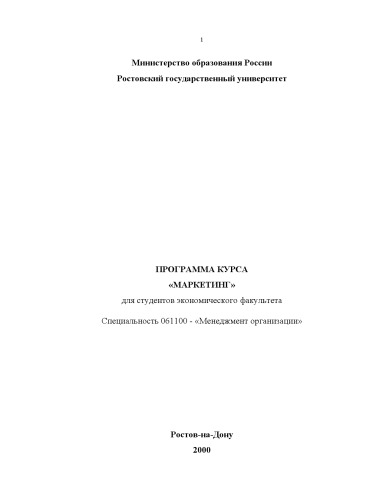 1
Министерство образования России
Ростовский государственный университет
ПРОГРАММА КУРСА
«МАРКЕТИНГ»
для студентов экономического факультета
Специальность 061100 - «Менеджмент организации»
Ростов-на-Дону
2000